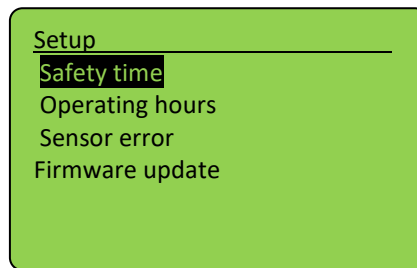 Setup
Safety time
Operating hours
Sensor error
Firmware update